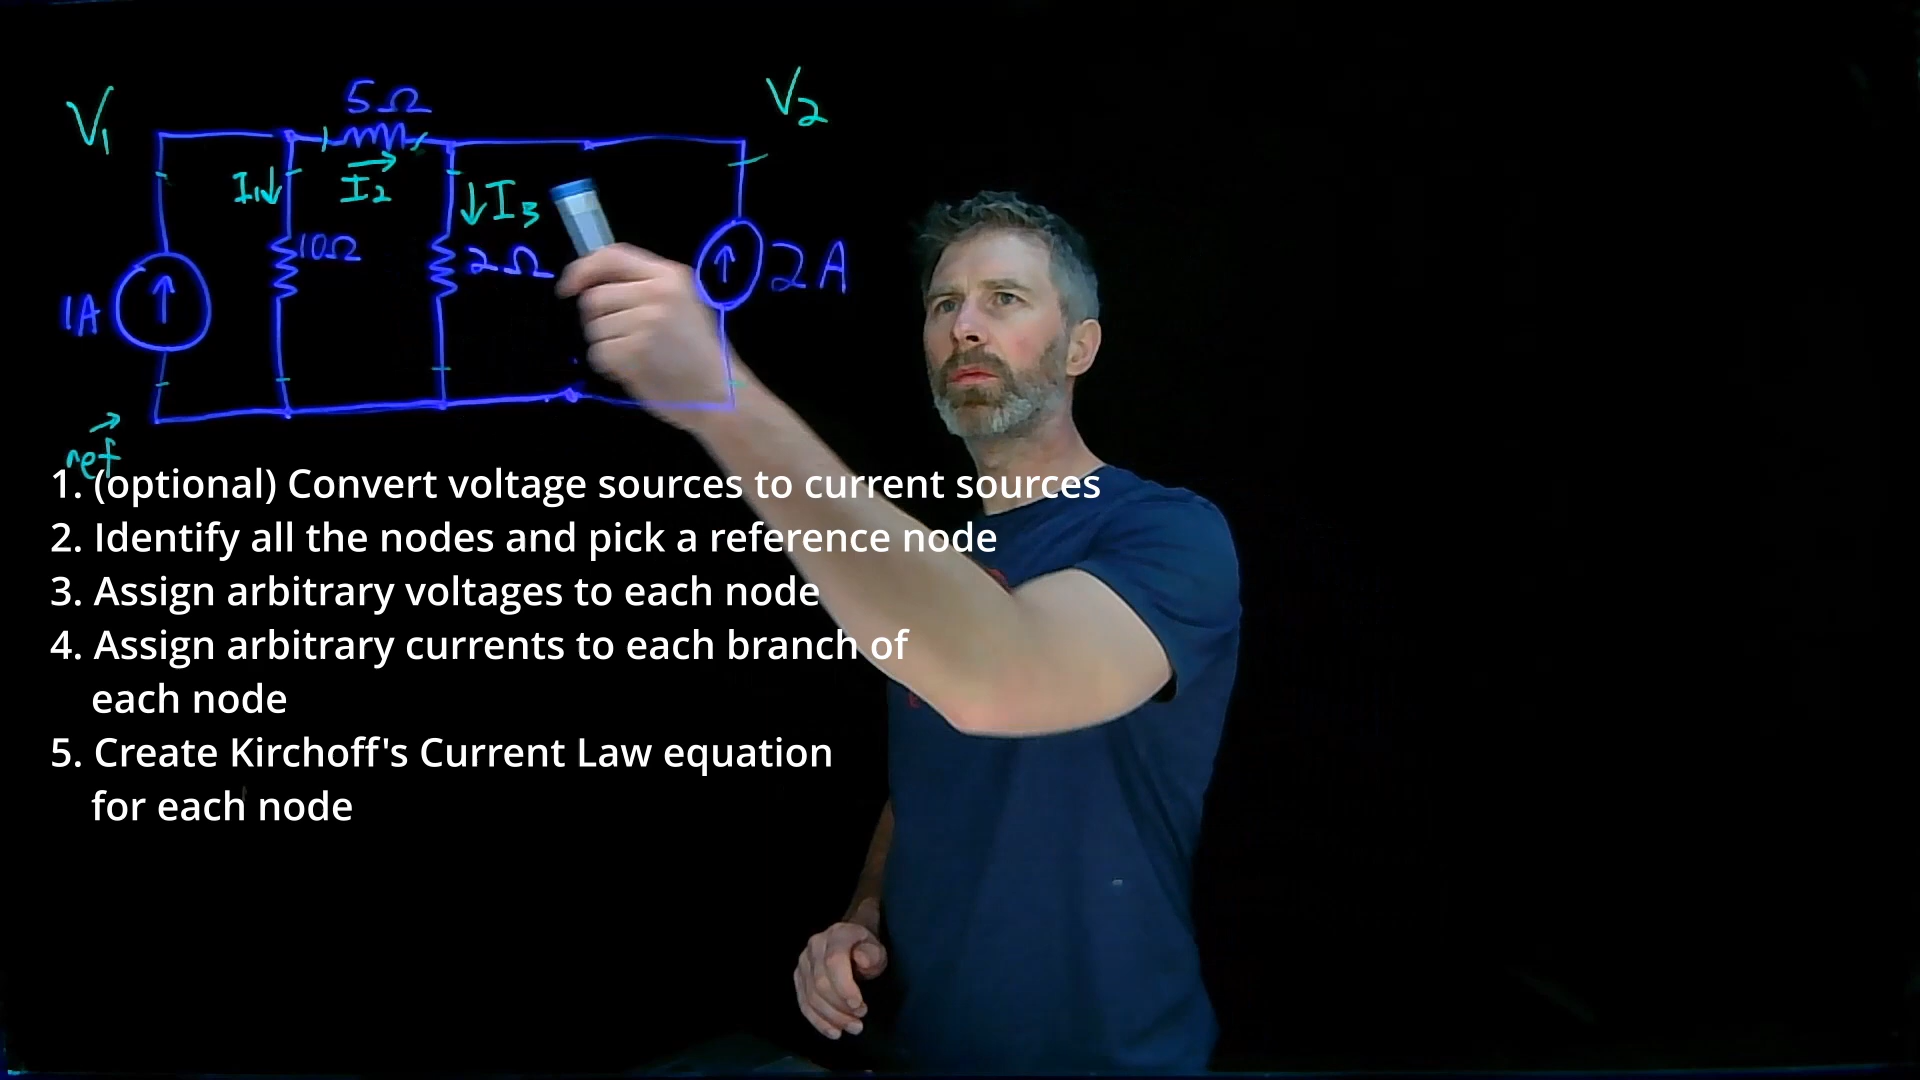 V₁
5Ω
V₂
I₁↓
I₂
↓I₃
10Ω
2Ω
2A
1A
ref
1. (optional) Convert voltage sources to current sources
2. Identify all the nodes and pick a reference node
3. Assign arbitrary voltages to each node
4. Assign arbitrary currents to each branch of
each node
5. Create Kirchoff's Current Law equation
for each node